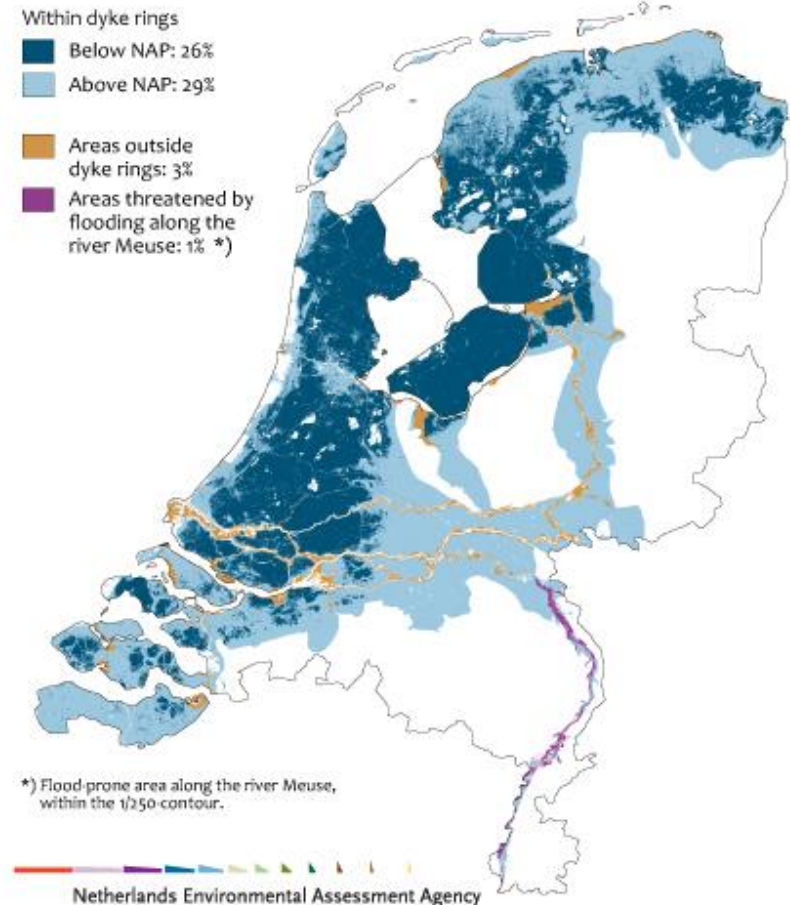 Within dyke rings
Below NAP: 26%
Above NAP: 29%
Areas outside
dyke rings: 3%
Areas threatened by
flooding along the
river Meuse: 1% *)
*) Flood-prone area along the river Meuse,
within the 1/250-contour.
Netherlands Environmental Assessment Agency